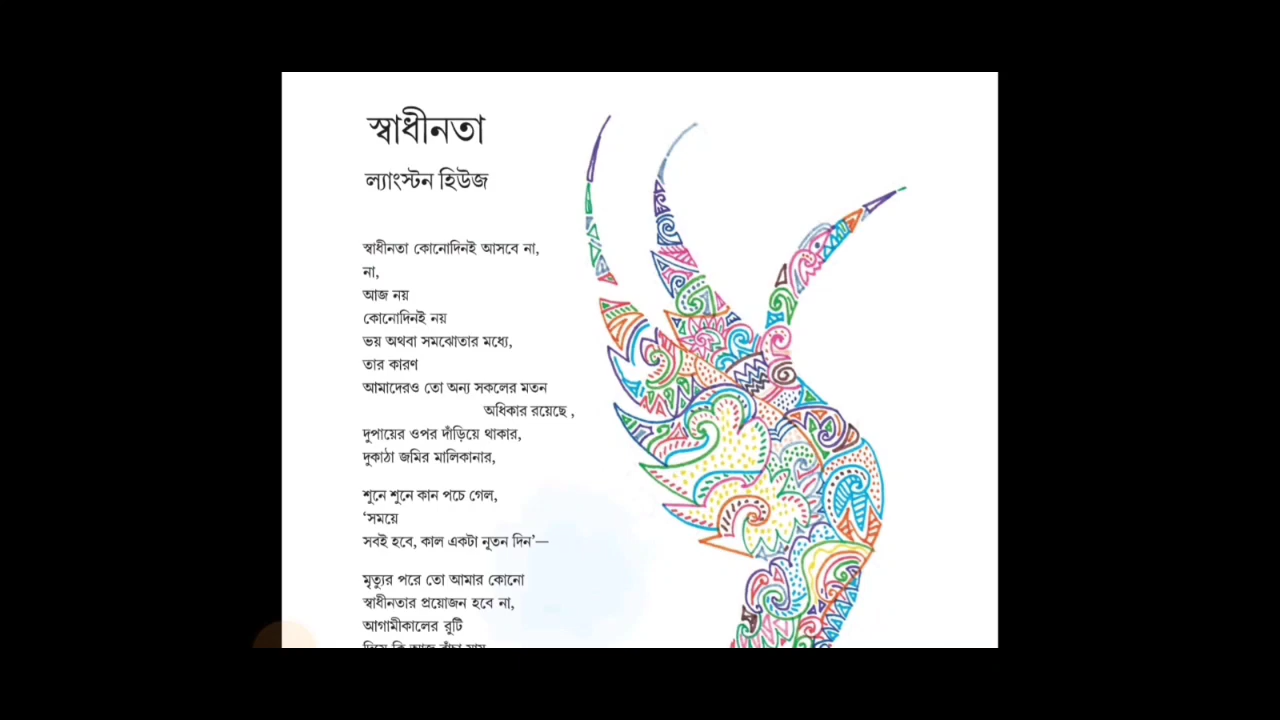 স্বাধীনতা
ল্যাংস্টন হিউজ
স্বাধীনতা কোনোদিনই আসবে না,
না,
আজ নয়
কোনোদিনই নয়
ভয় অথবা সমঝোতার মধ্যে,
তার কারণ
আমাদেরও তো অন্য সকলের মতন
অধিকার রয়েছে ,
দুপায়ের ওপর দাঁড়িয়ে থাকার,
দুকাঠা জমির মালিকানার,
শুনে শুনে কান পচে গেল,
‘সময়ে
সবই হবে, কাল একটা নূতন দিন’—
মৃত্যুর পরে তো আমার কোনো
স্বাধীনতার প্রয়োজন হবে না,
আগামীকালের রুটি